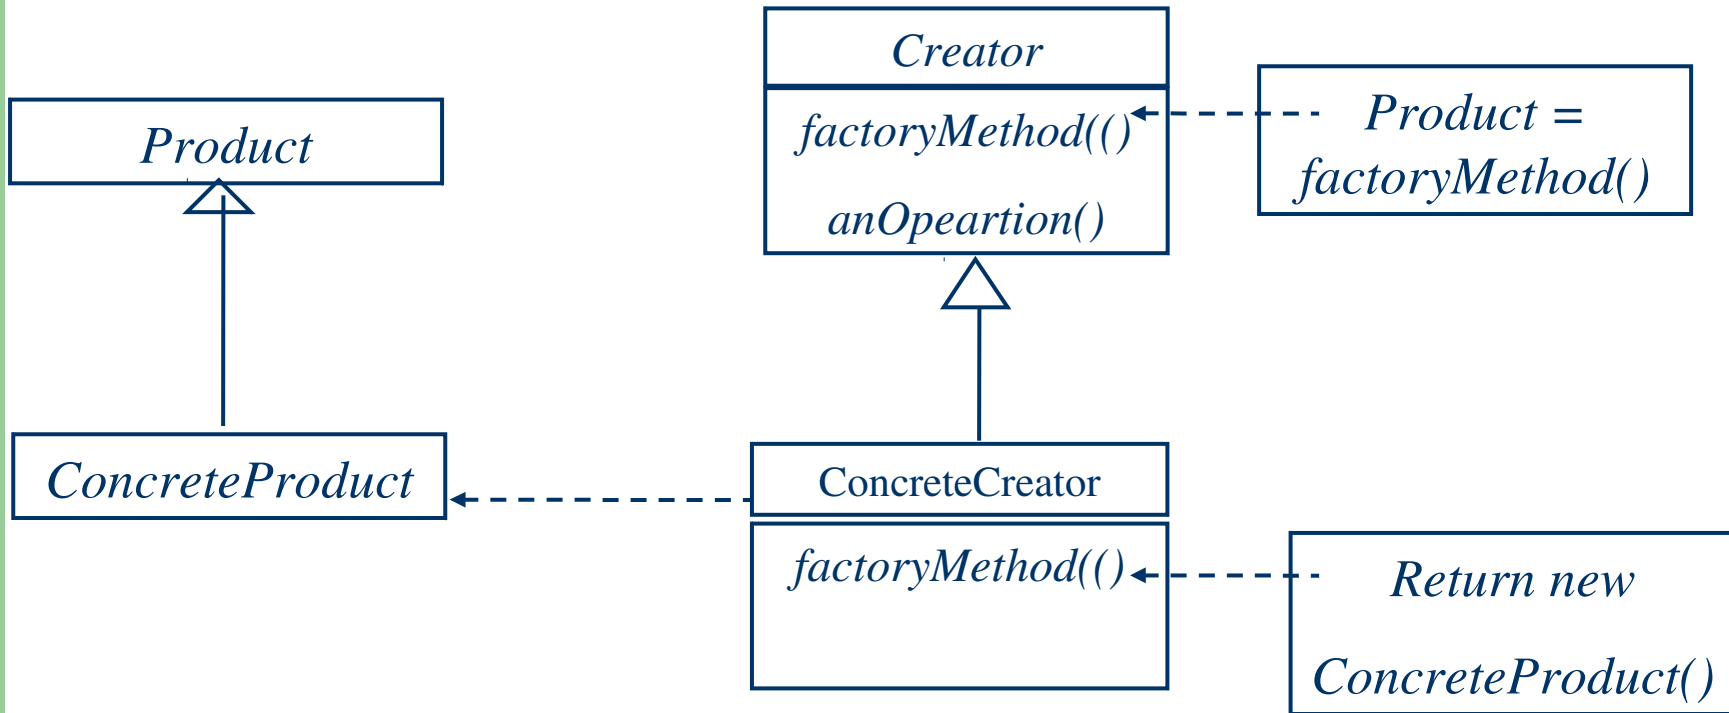 Creator
factoryMethod(()
anOpeartion()
Product =
factoryMethod()
Product
ConcreteProduct
ConcreteCreator
factoryMethod(()
Return new
ConcreteProduct()